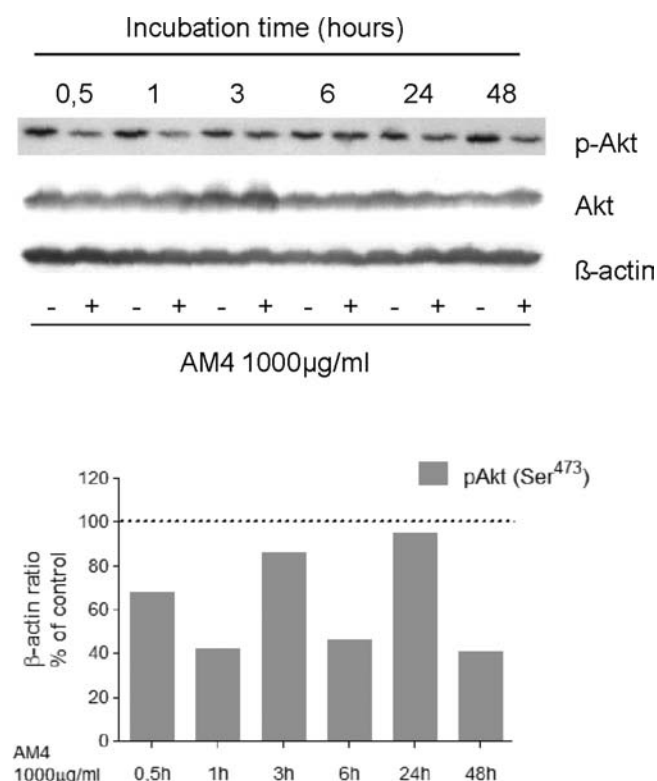 Incubation time (hours)
0,5 1 3 6 24 48
p-Akt
Akt
ß-actin
- + - + - + - + - + - +
AM4 1000µg/ml
pAkt (Ser473)
120
100
80
60
40
20
0
β-actin ratio
% of control
AM4
1000µg/ml 0.5h 1h 3h 6h 24h 48h